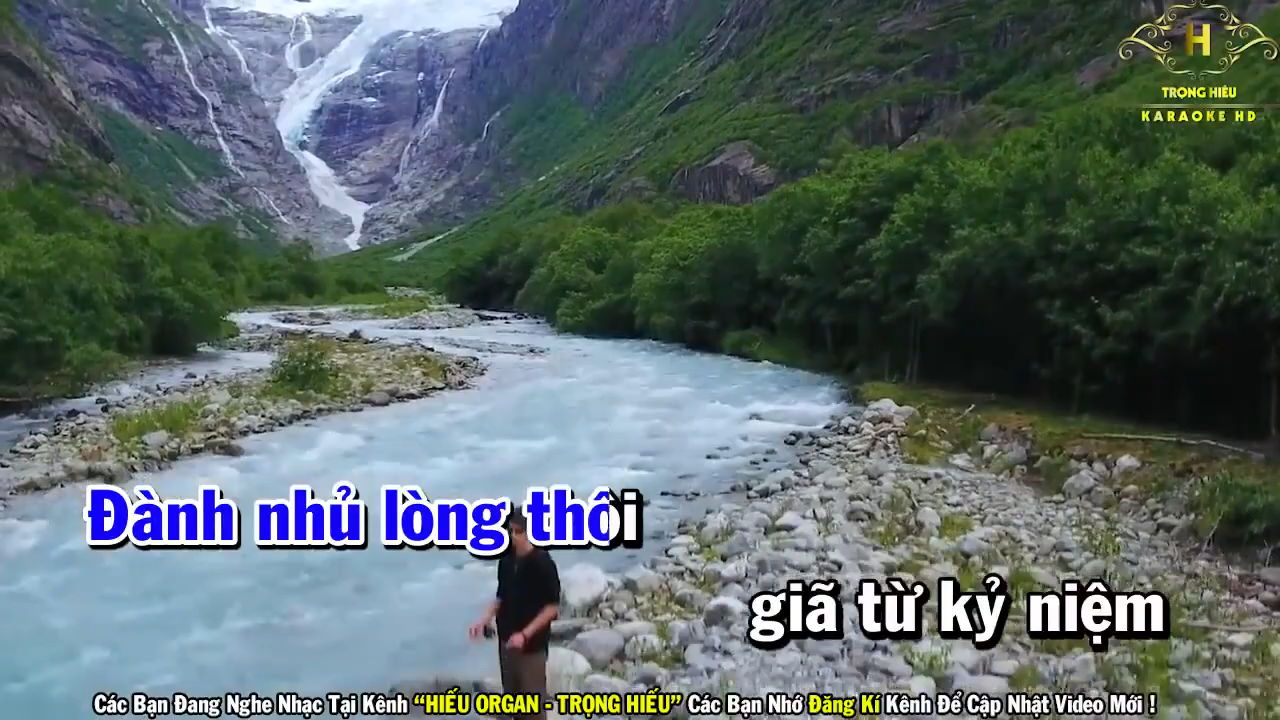 H
TRỌNG HIẾU
KARAOKE HD
Đành nhủ lòng thôi
giã từ kỷ niệm
Các Bạn Đang Nghe Nhạc Tại Kênh “HIẾU ORGAN - TRỌNG HIẾU” Các Bạn Nhớ Đăng Kí Kênh Để Cập Nhật Video Mới !